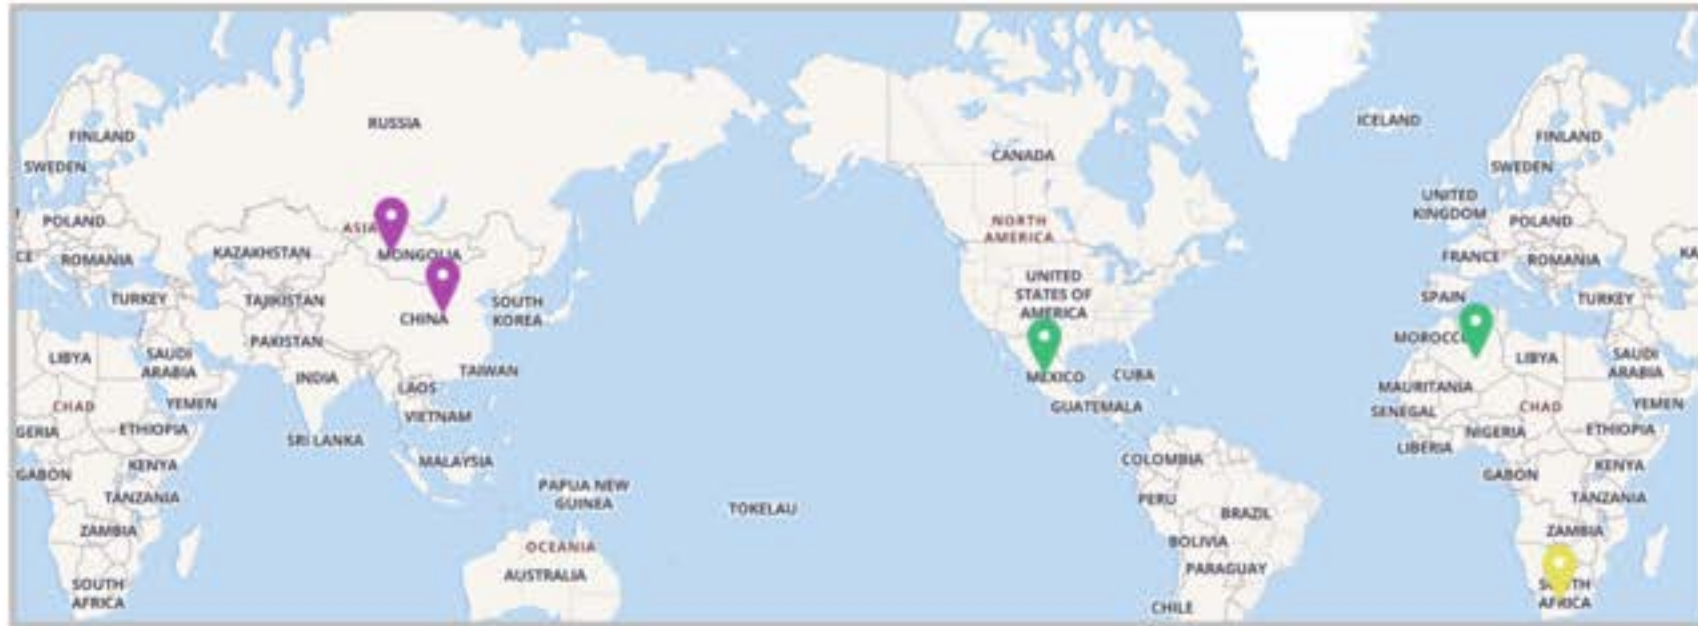 FINLAND
RUSSIA
ICELAND
FINLAND
SWEDEN
CANADA
SWEDEN
UNITED
KINGDOM
POLAND
ASIA
NORTH
AMERICA
POLAND
MONGOLIA
KAZAKHSTAN
ROMANIA
FRANCE
ROMANIA
UNITED
STATES OF
AMERICA
TURKEY
TAJIKISTAN
SOUTH
KOREA
SPAIN
TURKEY
CHINA
PAKISTAN
MOROCC
LIBYA
SAUDI
ARABIA
LIBYA
SAUDI
ARABIA
INDIA
TAIWAN
MEXICO
CUBA
LAOS
MAURITANIA
CHAD
YEMEN
VIETNAM
GUATEMALA
SENEGAL
CHAD
YEMEN
GERIA
ETHIOPIA
SRI LANKA
NIGERIA
ETHIOPIA
LIBERIA
KENYA
MALAYSIA
COLOMBIA
KENYA
GABON
GABON
TANZANIA
PAPUA NEW
GUINEA
TOKELAU
PERU
TANZANIA
BRAZIL
ZAMBIA
ZAMBIA
OCEANIA
BOLIVIA
AUSTRALIA
PARAGUAY
SOUTH
AFRICA
CHILE
S TH
AFRICA